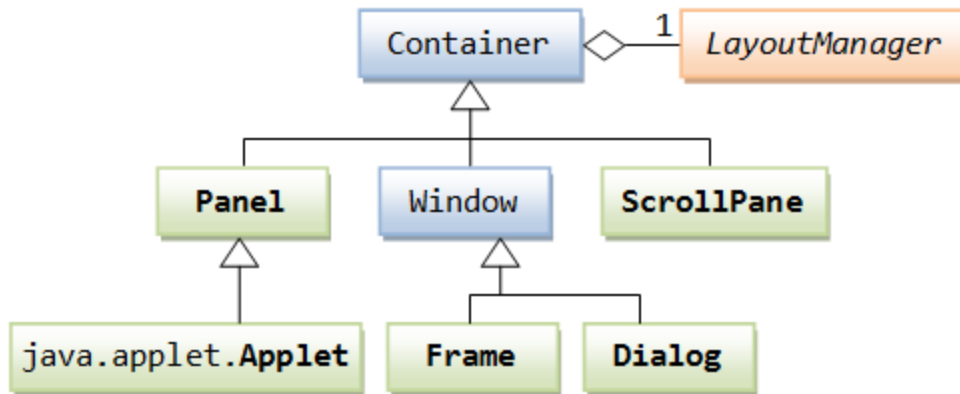 Container
1
LayoutManager
Panel
Window
ScrollPane
java.applet.Applet
Frame
Dialog